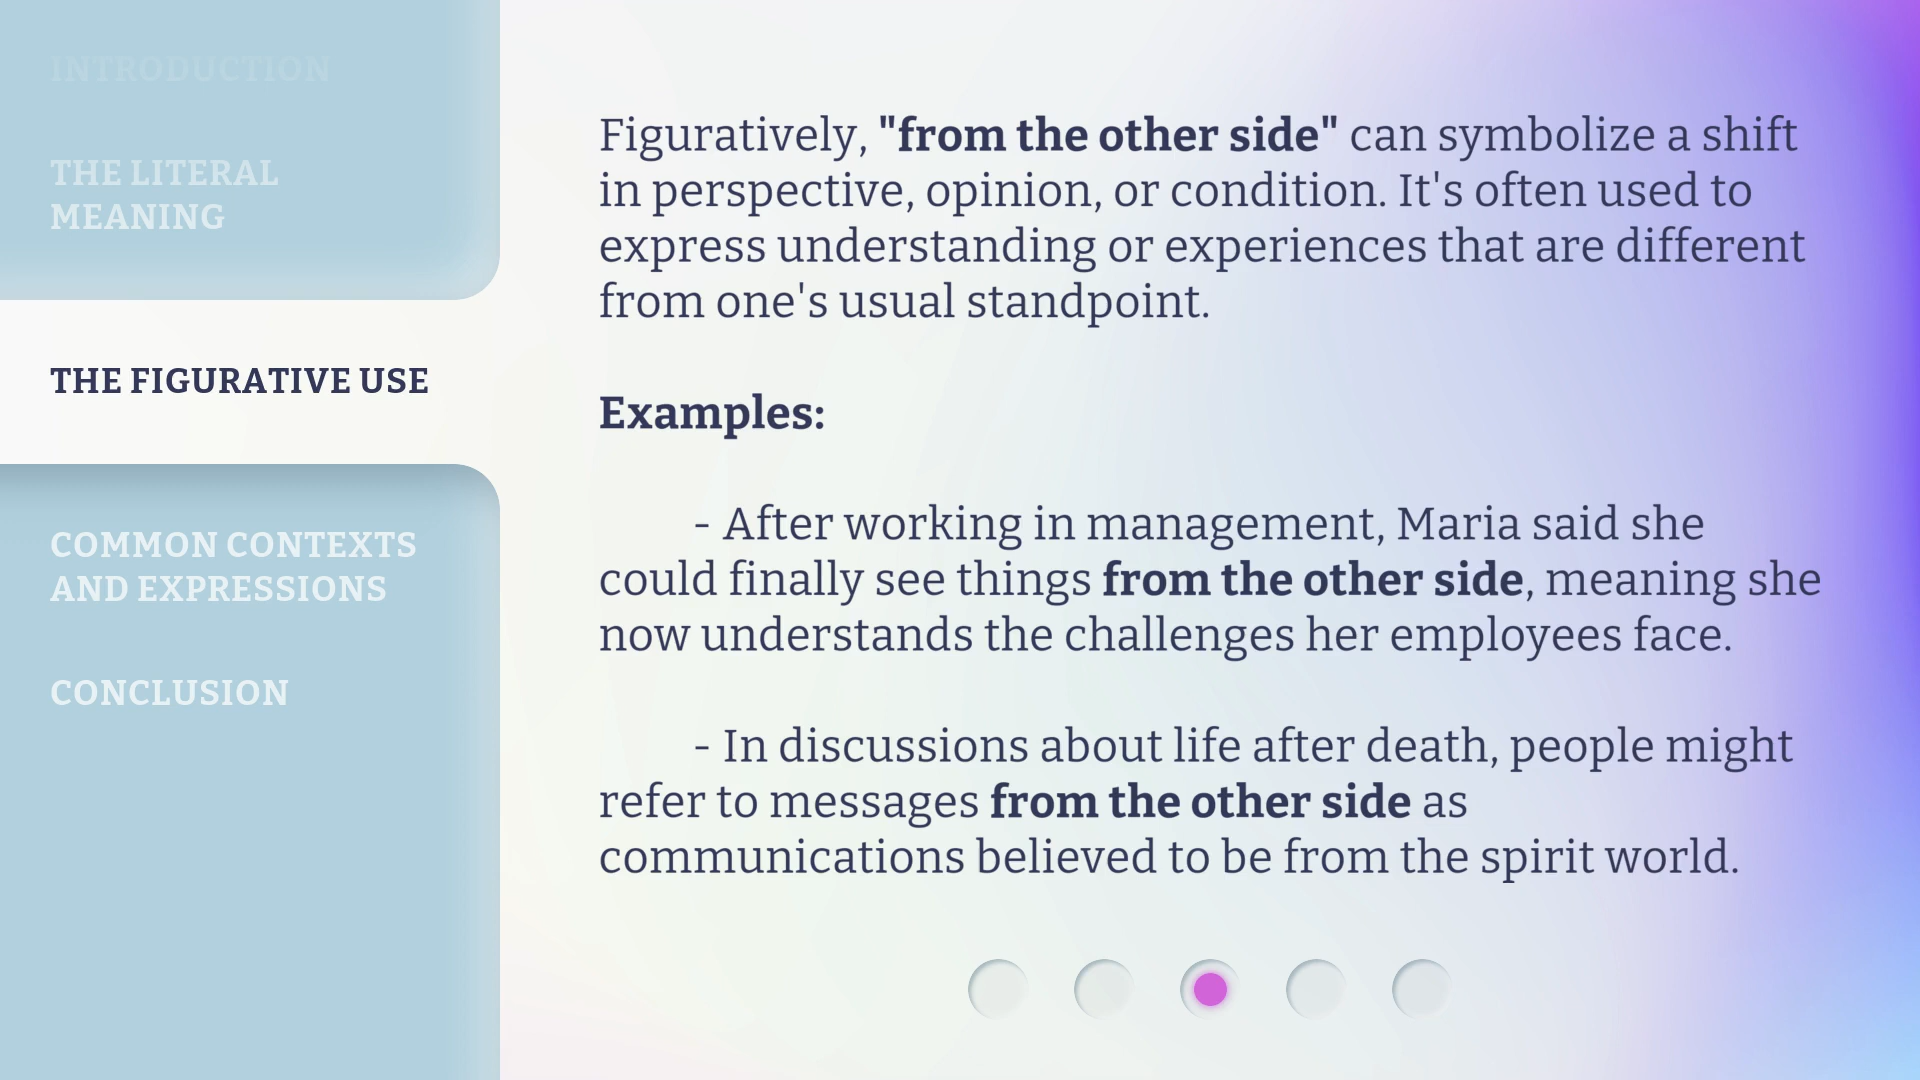 INTRODUCTION
THE LITERAL
MEANING
THE FIGURATIVE USE
COMMON CONTEXTS
AND EXPRESSIONS
CONCLUSION
Figuratively, "from the other side" can symbolize a shift
in perspective, opinion, or condition. It's often used to
express understanding or experiences that are different
from one's usual standpoint.
Examples:
- After working in management, Maria said she
could finally see things from the other side, meaning she
now understands the challenges her employees face.
- In discussions about life after death, people might
refer to messages from the other side as
communications believed to be from the spirit world.